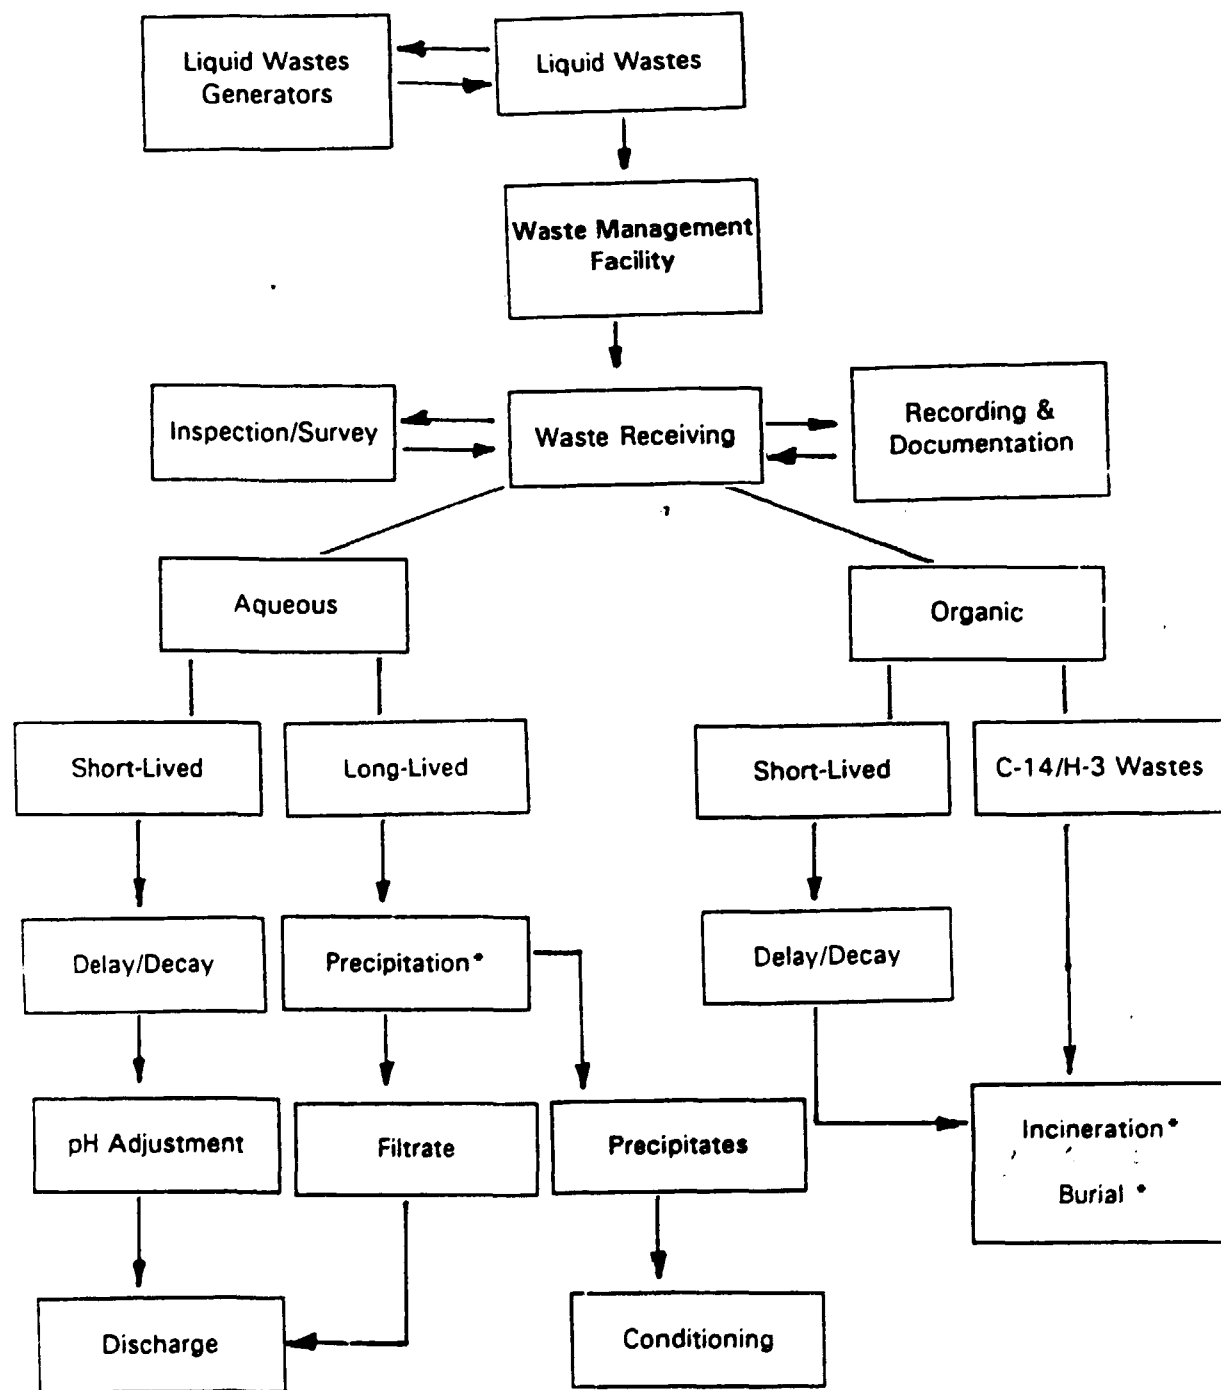 Liquid Wastes
Generators
Liquid Wastes
Waste Management
Facility
Inspection/Survey
Waste Receiving
Recording &
Documentation
Aqueous
Organic
Short-Lived
Long-Lived
Short-Lived
C-14/H-3 Wastes
Delay/Decay
Precipitation*
Delay/Decay
pH Adjustment
Filtrate
Precipitates
Incineration*
Burial *
Discharge
Conditioning